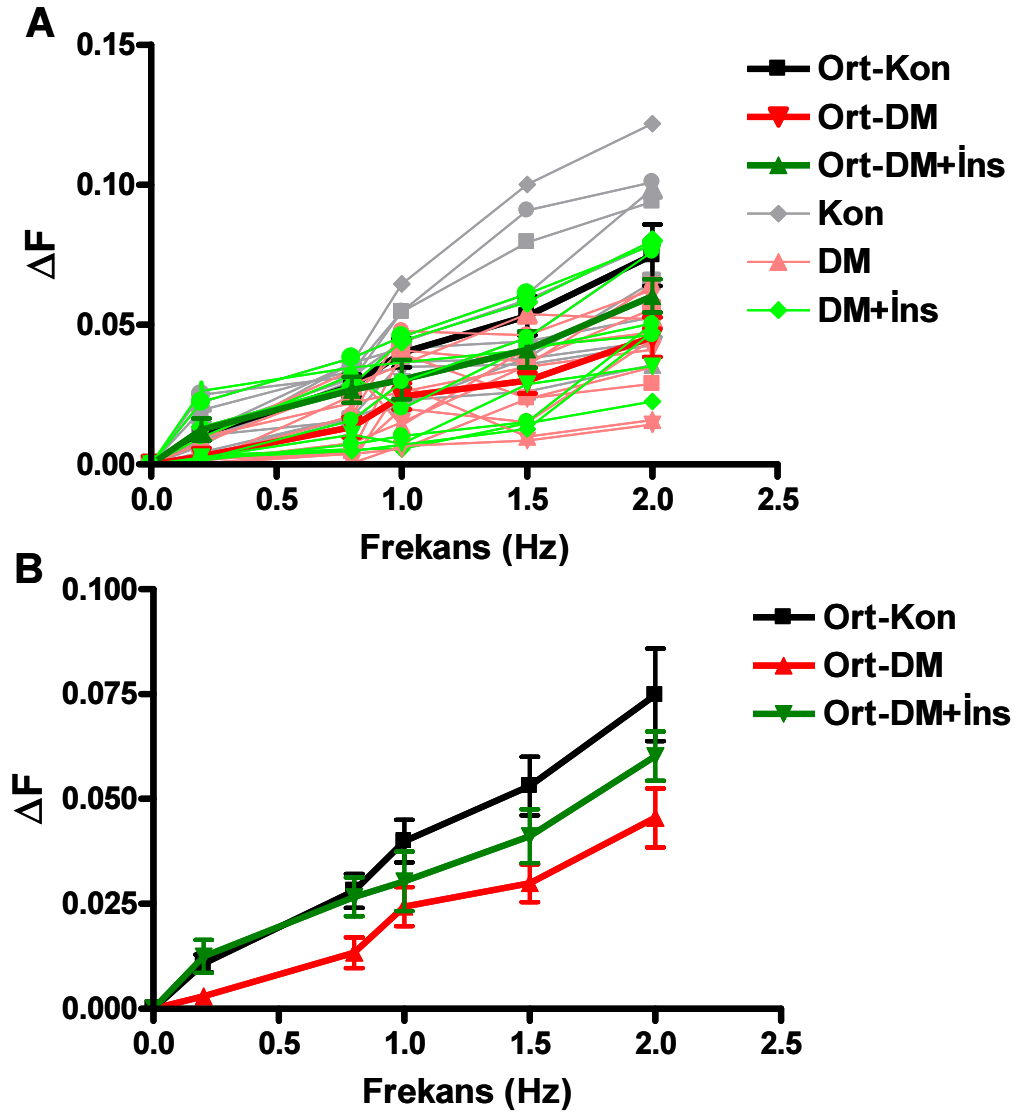 A
0.15
0.10
0.05
0.00
ΔF
0.0 0.5 1.0 1.5 2.0 2.5
Frekans (Hz)
Ort-Kon
Ort-DM
Ort-DM+İns
Kon
DM
DM+İns
B
0.100
0.075
0.050
0.025
0.000
ΔF
0.0 0.5 1.0 1.5 2.0 2.5
Frekans (Hz)
Ort-Kon
Ort-DM
Ort-DM+İns